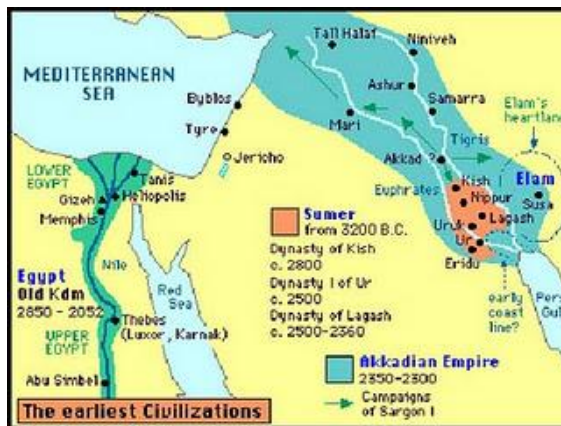 MEDITERRANEAN
SEA
Byblos
Tyre
Jericho
LOWER
EGYPT
Tanis
Gizeh
Heliopolis
Memphis
Egypt
Old Kdm
2850 - 2052
Nile
Red
Sea
Thebes
(Luxor, Karnak)
UPPER
EGYPT
Abu Simbel
The earliest Civilizations
Tall Halaf
Niniveh
Ashur
Samarra
Mari
Tigris
Akkad ?
Euphrates
Kish
Nippur
Lagash
Uruk
Ur
Eridu
Elam's
heartland
Elam
Susa
early
coast
line?
Pers
Gul
Sumer
from 3200 B.C.
Dynasty of Kish
c. 2800
Dynasty I of Ur
c. 2500
Dynasty of Lagash
c. 2500-2360
Akkadian Empire
2350-2300
Campaigns
of Sargon I